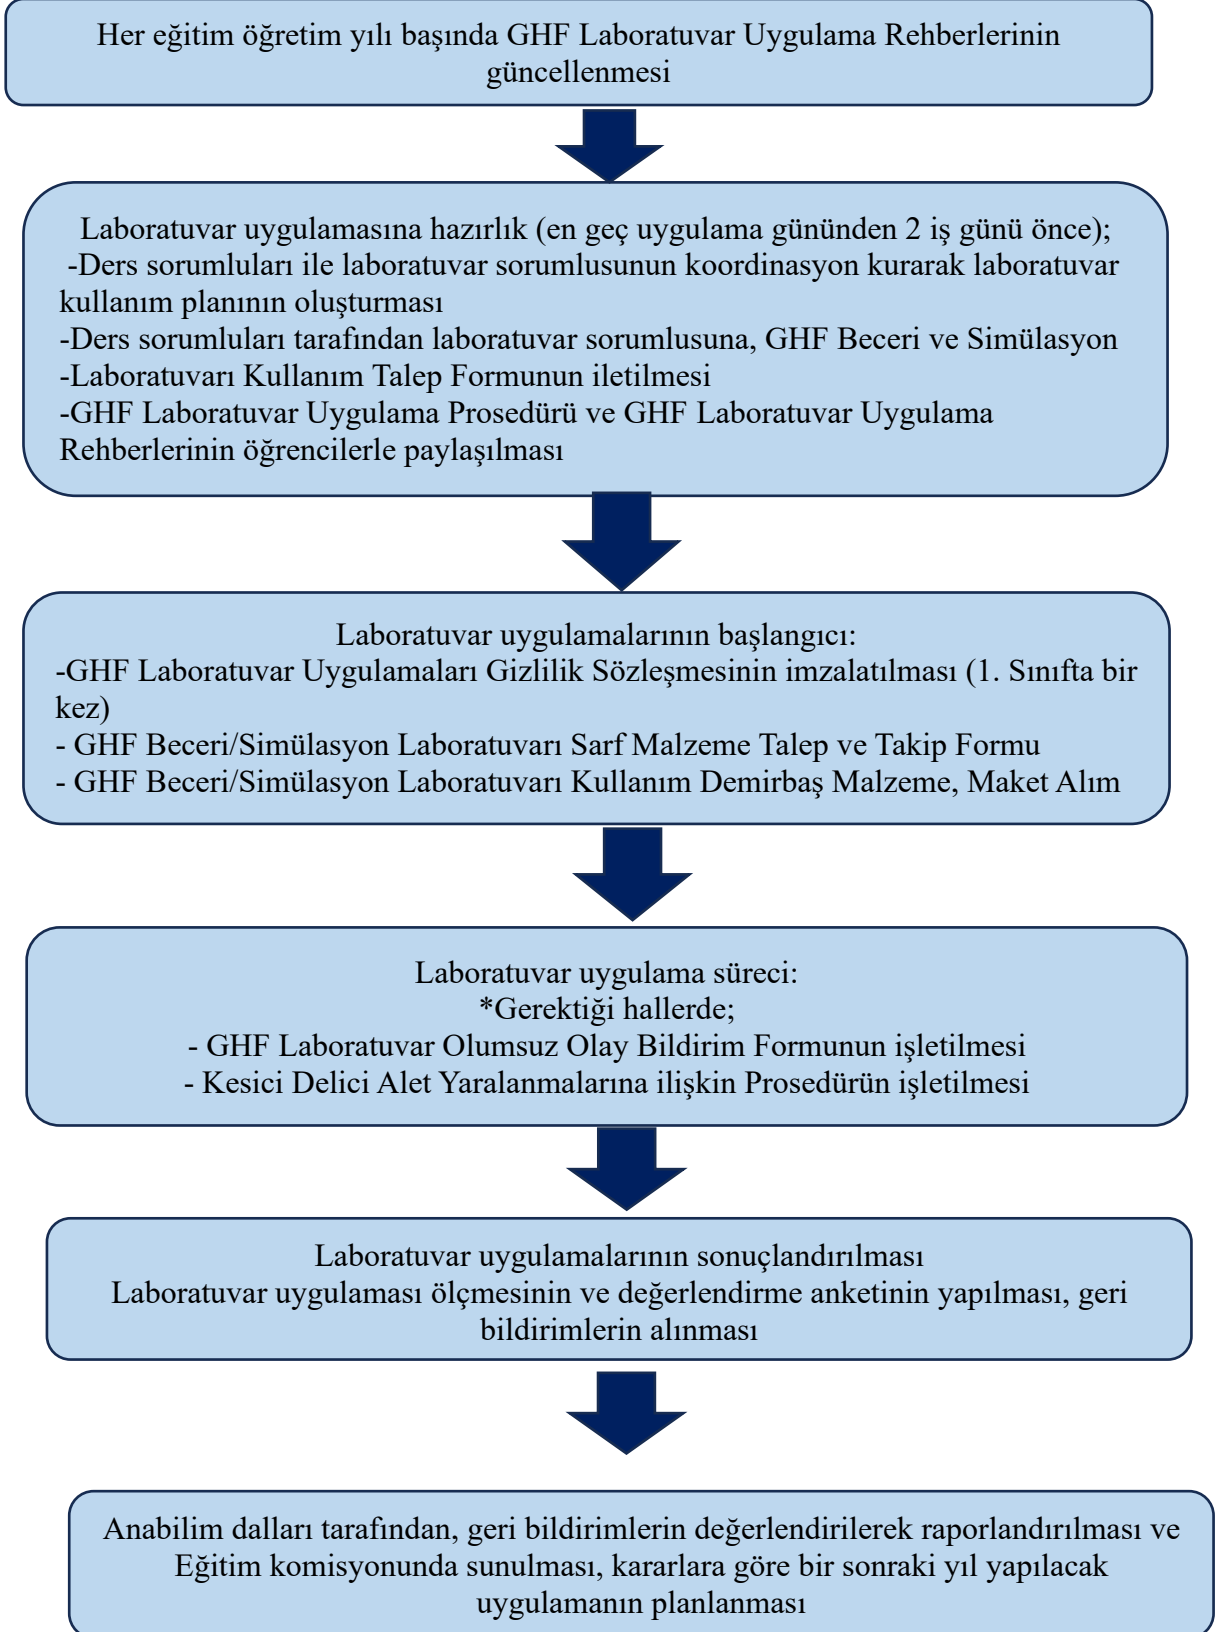 Her eğitim öğretim yılı başında GHF Laboratuvar Uygulama Rehberlerinin
güncellenmesi
Laboratuvar uygulamasına hazırlık (en geç uygulama gününden 2 iş günü önce);
-Ders sorumluları ile laboratuvar sorumlusunun koordinasyon kurarak laboratuvar
kullanım planının oluşturması
-Ders sorumluları tarafından laboratuvar sorumlusuna, GHF Beceri ve Simülasyon
-Laboratuvarı Kullanım Talep Formunun iletilmesi
-GHF Laboratuvar Uygulama Prosedürü ve GHF Laboratuvar Uygulama
Rehberlerinin öğrencilerle paylaşılması
Laboratuvar uygulamalarının başlangıcı:
-GHF Laboratuvar Uygulamaları Gizlilik Sözleşmesinin imzalatılması (1. Sınıfta bir
kez)
- GHF Beceri/Simülasyon Laboratuvarı Sarf Malzeme Talep ve Takip Formu
- GHF Beceri/Simülasyon Laboratuvarı Kullanım Demirbaş Malzeme, Maket Alım
Laboratuvar uygulama süreci:
*Gerektiği hallerde;
- GHF Laboratuvar Olumsuz Olay Bildirim Formunun işletilmesi
- Kesici Delici Alet Yaralanmalarına ilişkin Prosedürün işletilmesi
Laboratuvar uygulamalarının sonuçlandırılması
Laboratuvar uygulaması ölçmesinin ve değerlendirme anketinin yapılması, geri
bildirimlerin alınması
Anabilim dalları tarafından, geri bildirimlerin değerlendirilerek raporlandırılması ve
Eğitim komisyonunda sunulması, kararlara göre bir sonraki yıl yapılacak
uygulamanın planlanması